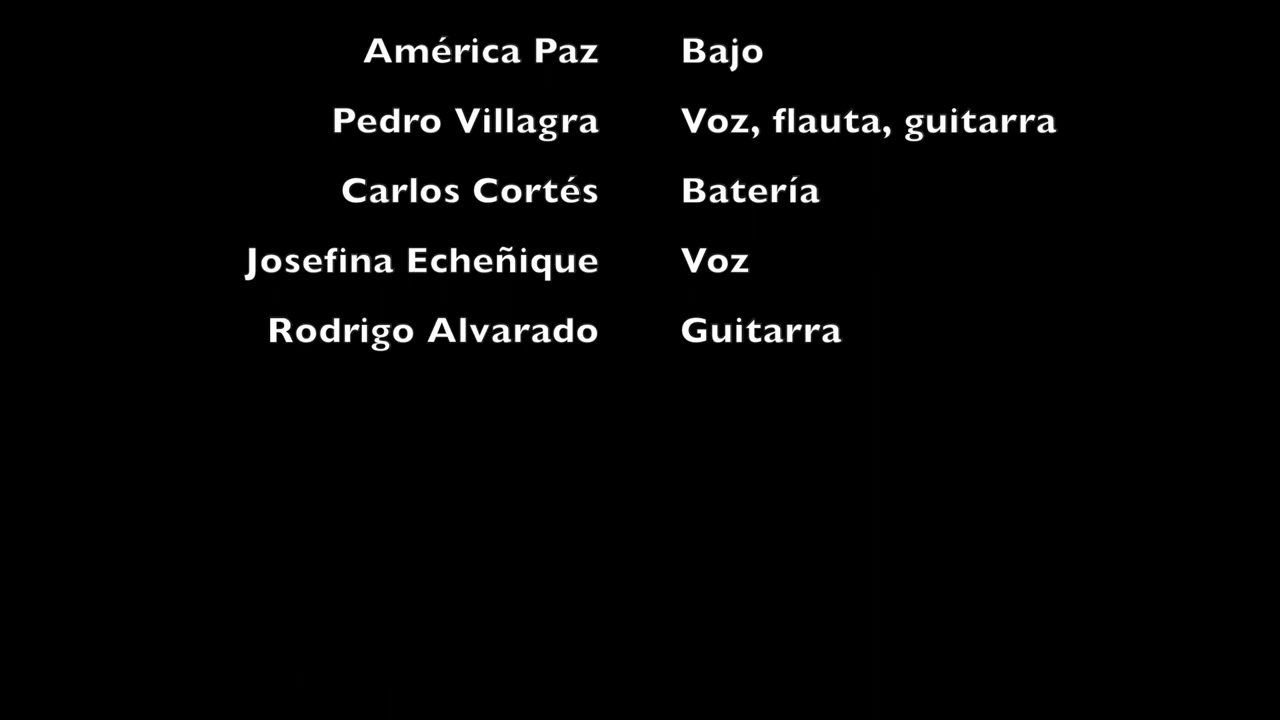 América Paz Bajo
Pedro Villagra Voz, flauta, guitarra
Carlos Cortés Batería
Josefina Echeñique Voz
Rodrigo Alvarado Guitarra